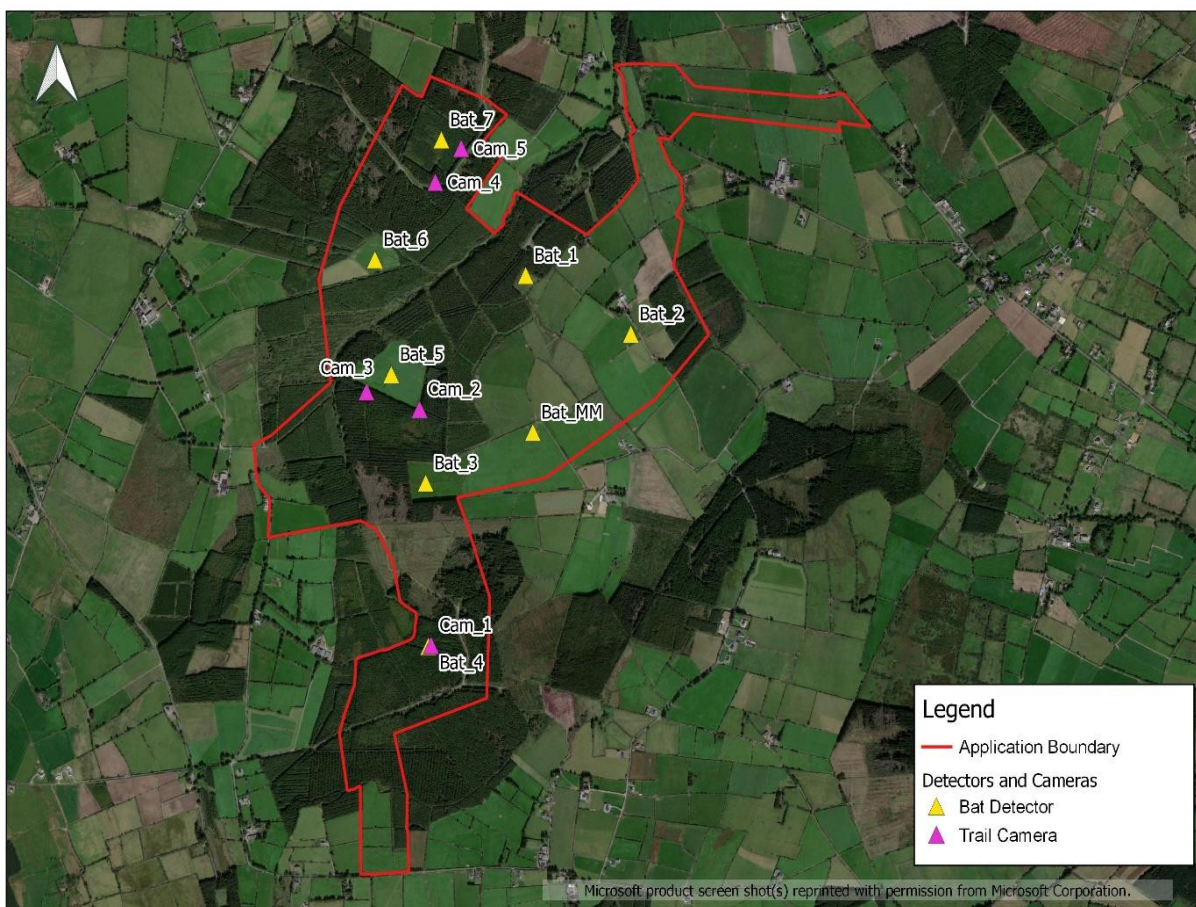 Bat_7
Cam_5
Cam_4
Bat_6
Bat_1
Bat_2
Cam_3
Bat_5
Cam_2
Bat_MM
Bat_3
Cam_1
Bat_4
Legend
Application Boundary
Detectors and Cameras
Bat Detector
Trail Camera
Microsoft product screen shot(s) reprinted with permission from Microsoft Corporation.